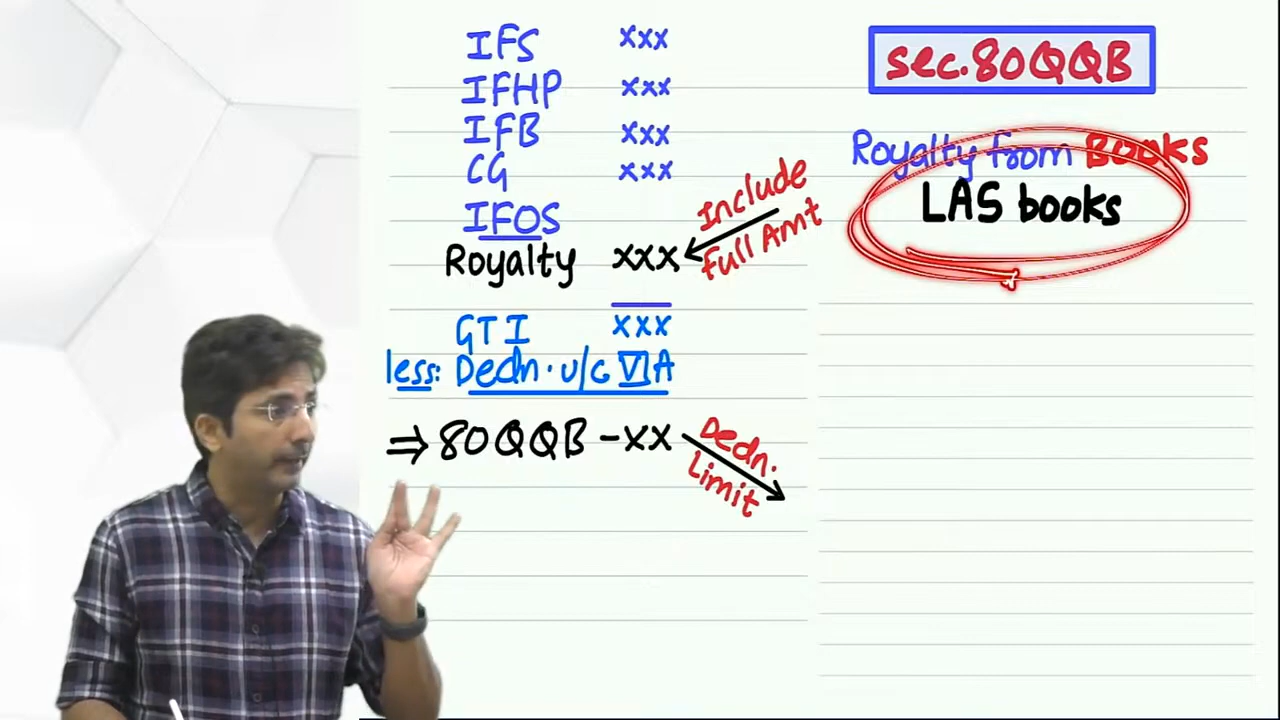 IFS xxx
IFHP xxx
IFB xxx
CG xxx
IFOS
Royalty xxx
Include
Full Amt
GTI xxx
less: Dedn. u/c VIA
⇒ 80QQB - xx
Dedn.
Limit
sec.80QQB
Royalty from Books
LAS books